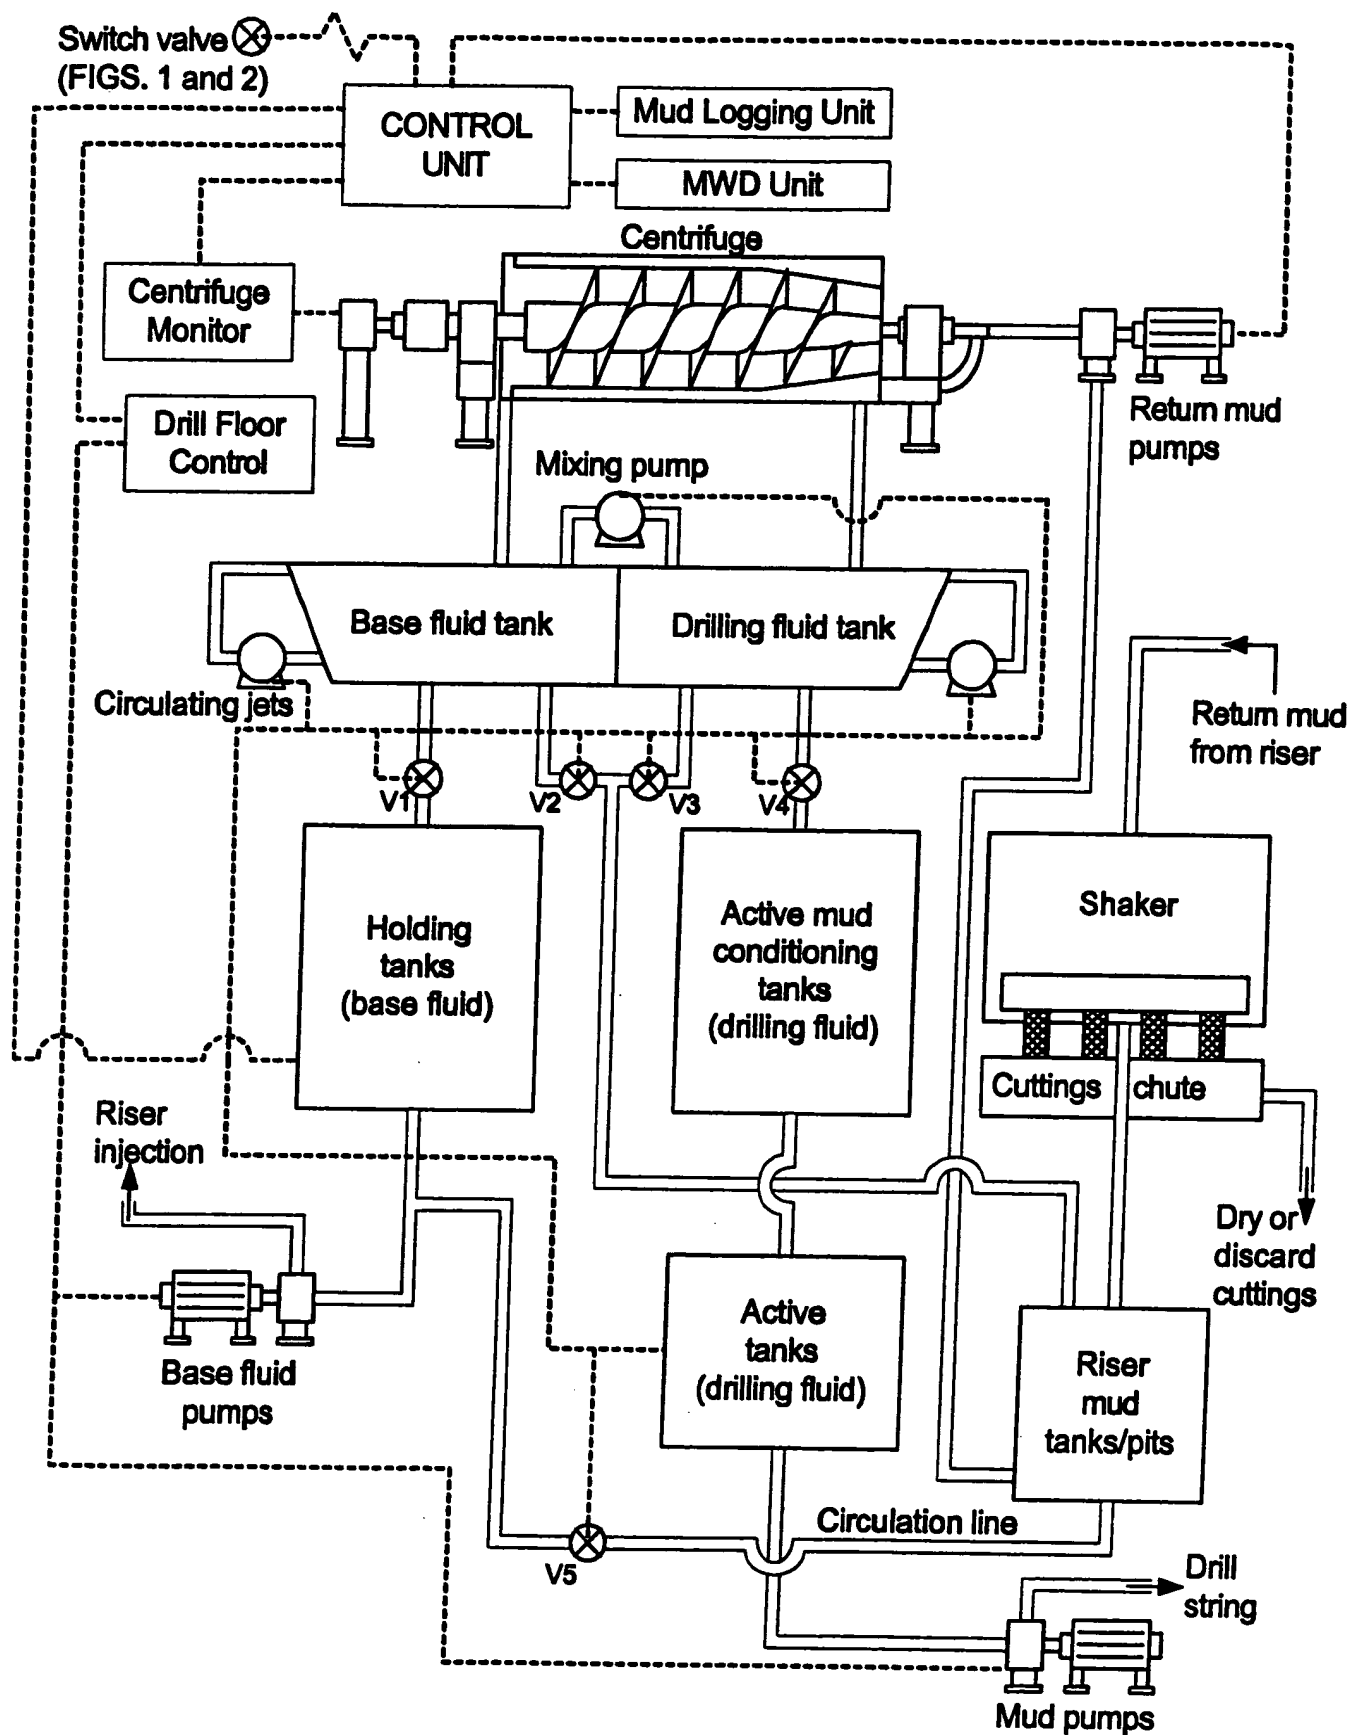 Switch valve
(FIGS. 1 and 2)
CONTROL
UNIT
Mud Logging Unit
MWD Unit
Centrifuge
Centrifuge
Monitor
Return mud
pumps
Drill Floor
Control
Mixing pump
Base fluid tank
Drilling fluid tank
Circulating jets
Return mud
from riser
V1
V2
V3
V4
Holding
tanks
(base fluid)
Active mud
conditioning
tanks
(drilling fluid)
Shaker
Cuttings chute
Riser
injection
Dry or
discard
cuttings
Base fluid
pumps
Active
tanks
(drilling fluid)
Riser
mud
tanks/pits
Circulation line
V5
Drill
string
Mud pumps